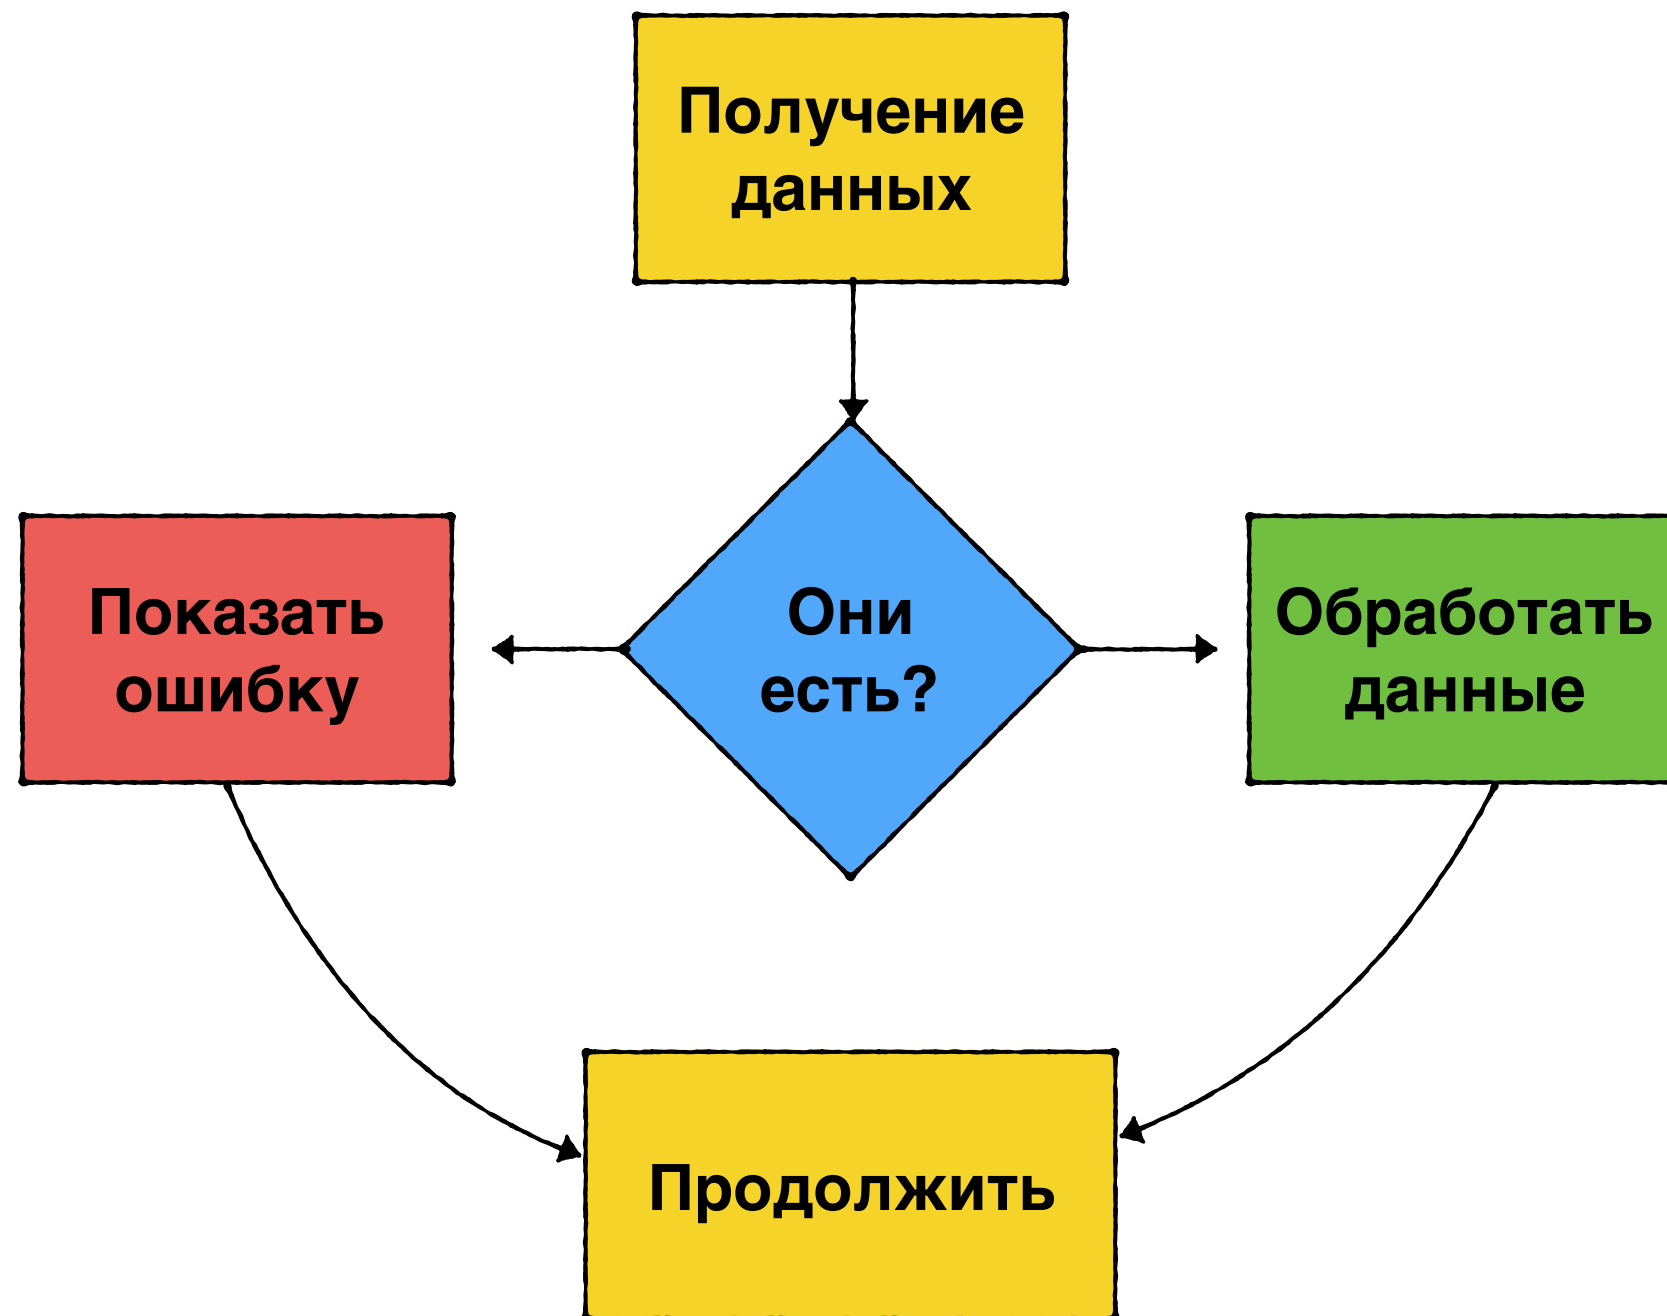 Получение
данных
Они
есть?
Показать
ошибку
Обработать
данные
Продолжить